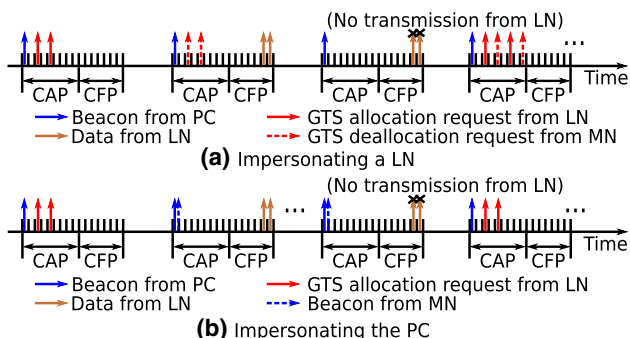 (No transmission from LN)
...
Time
CAP CFP CAP CFP CAP CFP CAP CFP
Beacon from PC GTS allocation request from LN
Data from LN GTS deallocation request from MN
(a) Impersonating a LN
(No transmission from LN)
... ...
Time
CAP CFP CAP CFP CAP CFP CAP CFP
Beacon from PC GTS allocation request from LN
Data from LN Beacon from MN
(b) Impersonating the PC